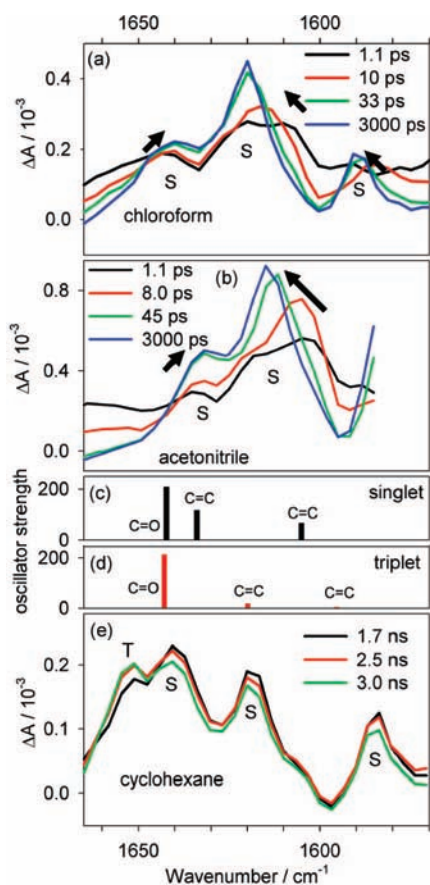 1650 1600
(a)
1.1 ps
10 ps
33 ps
3000 ps
0.4
0.2
0.0
ΔA / 10⁻³
S
S
S
chloroform
(b)
1.1 ps
8.0 ps
45 ps
3000 ps
0.8
0.4
0.0
ΔA / 10⁻³
S
S
acetonitrile
oscillator strength
(c)
singlet
200
0
C=O
C=C
C=C
(d)
triplet
200
0
C=O
C=C
C=C
(e)
1.7 ns
2.5 ns
3.0 ns
0.2
0.1
0.0
ΔA / 10⁻³
T
S
S
S
cyclohexane
1650 1600
Wavenumber / cm⁻¹